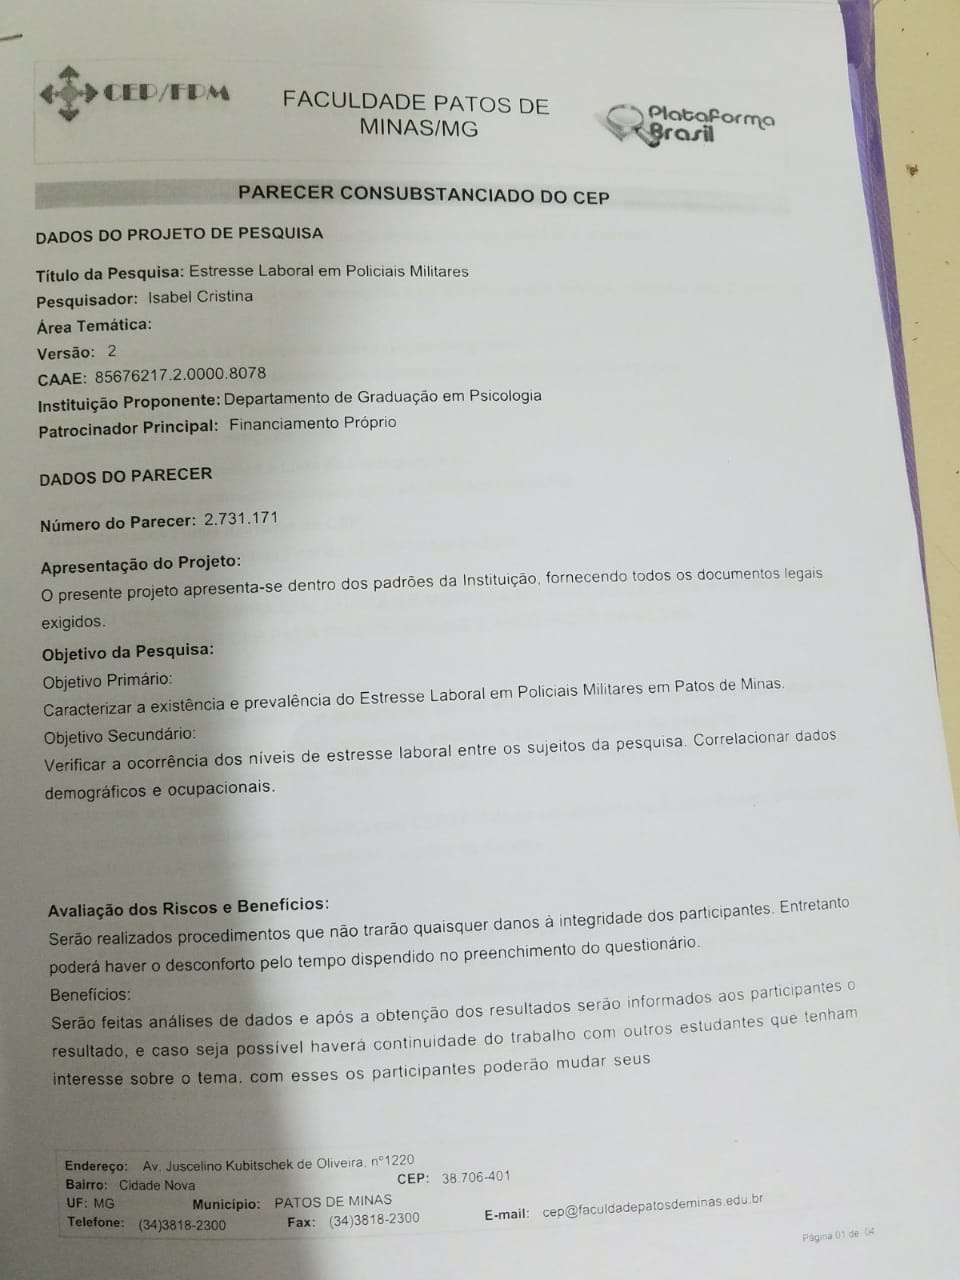 CEP/FPM
FACULDADE PATOS DE
MINAS/MG
Plataforma
Brasil
PARECER CONSUBSTANCIADO DO CEP
DADOS DO PROJETO DE PESQUISA
Título da Pesquisa: Estresse Laboral em Policiais Militares
Pesquisador: Isabel Cristina
Área Temática:
Versão: 2
CAAE: 85676217.2.0000.8078
Instituição Proponente: Departamento de Graduação em Psicologia
Patrocinador Principal: Financiamento Próprio
DADOS DO PARECER
Número do Parecer: 2.731.171
Apresentação do Projeto:
O presente projeto apresenta-se dentro dos padrões da Instituição, fornecendo todos os documentos legais
exigidos.
Objetivo da Pesquisa:
Objetivo Primário:
Caracterizar a existência e prevalência do Estresse Laboral em Policiais Militares em Patos de Minas.
Objetivo Secundário:
Verificar a ocorrência dos níveis de estresse laboral entre os sujeitos da pesquisa. Correlacionar dados
demográficos e ocupacionais.
Avaliação dos Riscos e Benefícios:
Serão realizados procedimentos que não trarão quaisquer danos à integridade dos participantes. Entretanto
poderá haver o desconforto pelo tempo dispendido no preenchimento do questionário.
Benefícios:
Serão feitas análises de dados e após a obtenção dos resultados serão informados aos participantes o
resultado, e caso seja possível haverá continuidade do trabalho com outros estudantes que tenham
interesse sobre o tema. com esses os participantes poderão mudar seus
Endereço: Av. Juscelino Kubitschek de Oliveira, nº1220
Bairro: Cidade Nova CEP: 38.706-401
UF: MG Município: PATOS DE MINAS
Telefone: (34)3818-2300 Fax: (34)3818-2300 E-mail: cep@faculdadepatosdeminas.edu.br
Página 01 de 04